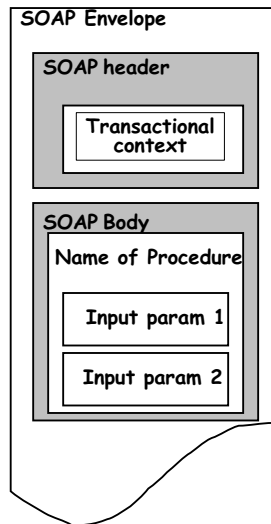 SOAP Envelope
SOAP header
Transactional
context
SOAP Body
Name of Procedure
Input param 1
Input param 2